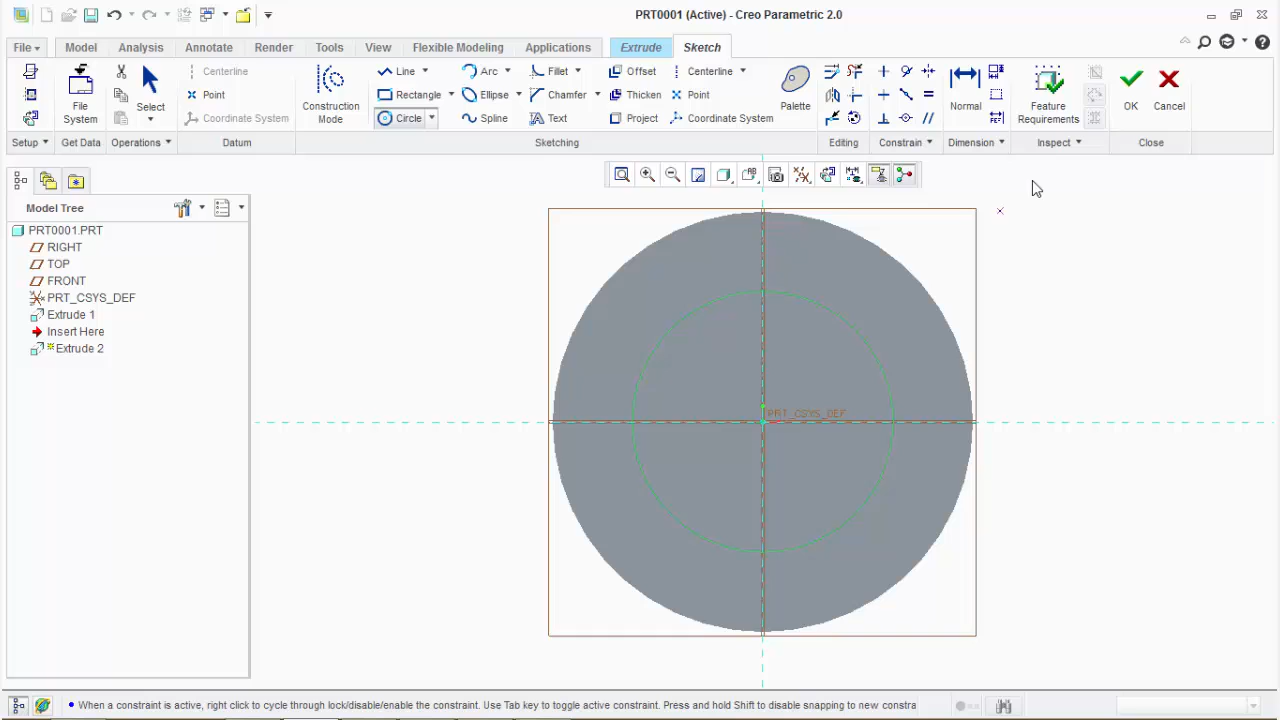 PRT0001 (Active) - Creo Parametric 2.0
File Model Analysis Annotate Render Tools View Flexible Modeling Applications Extrude Sketch
Centerline Line Arc Fillet Offset Centerline
Point Rectangle Ellipse Chamfer Thicken Point
File System Select Coordinate System Construction Mode Circle Spline Text Project Coordinate System Palette Normal Feature Requirements OK Cancel
Setup Get Data Operations Datum Sketching Editing Constrain Dimension Inspect Close
Model Tree
PRT0001.PRT
RIGHT
TOP
FRONT
PRT_CSYS_DEF
Extrude 1
Insert Here
Extrude 2
PRT_CSYS_DEF
When a constraint is active, right click to cycle through lock/disable/enable the constraint. Use Tab key to toggle active constraint. Press and hold Shift to disable snapping to new constra